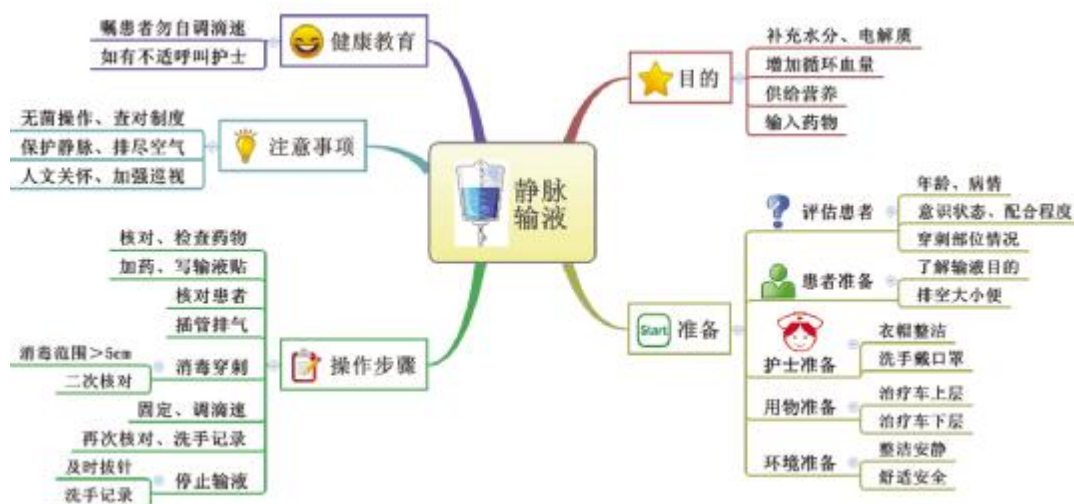 静脉
输液
目的
补充水分、电解质
增加循环血量
供给营养
输入药物
Start
准备
评估患者
年龄、病情
意识状态、配合程度
穿刺部位情况
患者准备
了解输液目的
排空大小便
护士准备
衣帽整洁
洗手戴口罩
用物准备
治疗车上层
治疗车下层
环境准备
整洁安静
舒适安全
操作步骤
核对、检查药物
加药、写输液贴
核对患者
插管排气
消毒穿刺
消毒范围>5cm
二次核对
固定、调滴速
再次核对、洗手记录
停止输液
及时拔针
洗手记录
注意事项
无菌操作、查对制度
保护静脉、排尽空气
人文关怀、加强巡视
健康教育
嘱患者勿自调滴速
如有不适呼叫护士